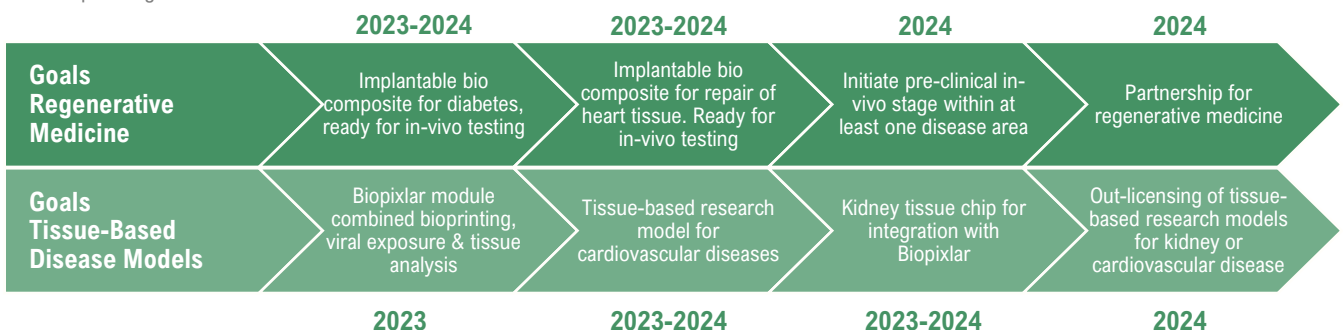 2023-2024
2023-2024
2024
2024
Goals
Regenerative
Medicine
Implantable bio
composite for diabetes,
ready for in-vivo testing
Implantable bio
composite for repair of
heart tissue. Ready for
in-vivo testing
Initiate pre-clinical in-
vivo stage within at
least one disease area
Partnership for
regenerative medicine
Goals
Tissue-Based
Disease Models
Biopixlar module
combined bioprinting,
viral exposure & tissue
analysis
Tissue-based research
model for
cardiovascular diseases
Kidney tissue chip for
integration with
Biopixlar
Out-licensing of tissue-
based research models
for kidney or
cardiovascular disease
2023
2023-2024
2023-2024
2024